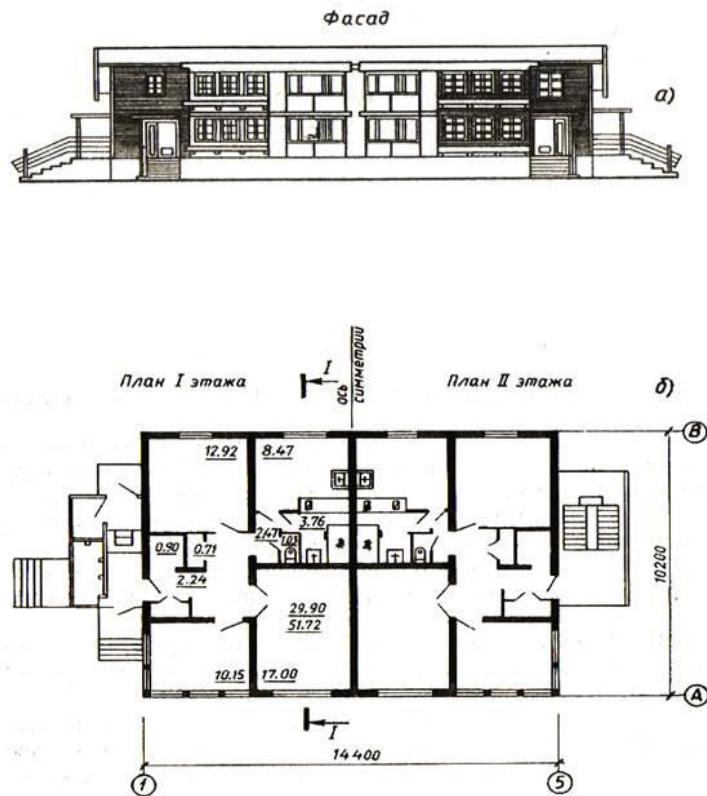 Фасад
а)
План I этажа
I
ось симметрии
План II этажа
б)
В
12.92
8.47
3.76
2.47
1.03
0.90
0.71
2.24
29.90
51.72
10.15
17.00
10200
А
I
14400
1
5